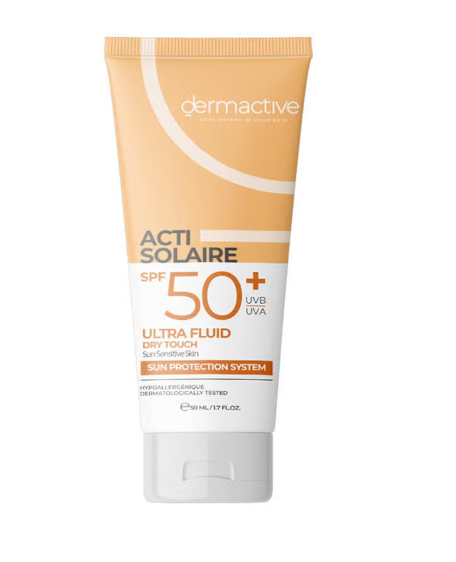 dermactive
ACTI
SOLAIRE
SPF 50+
UVB
UVA
ULTRA FLUID
DRY TOUCH
Sun Sensitive Skin
SUN PROTECTION SYSTEM
HYPOALLERGÉNIQUE
DERMATOLOGICALLY TESTED
℮50 ML / 1.7 FL.OZ.